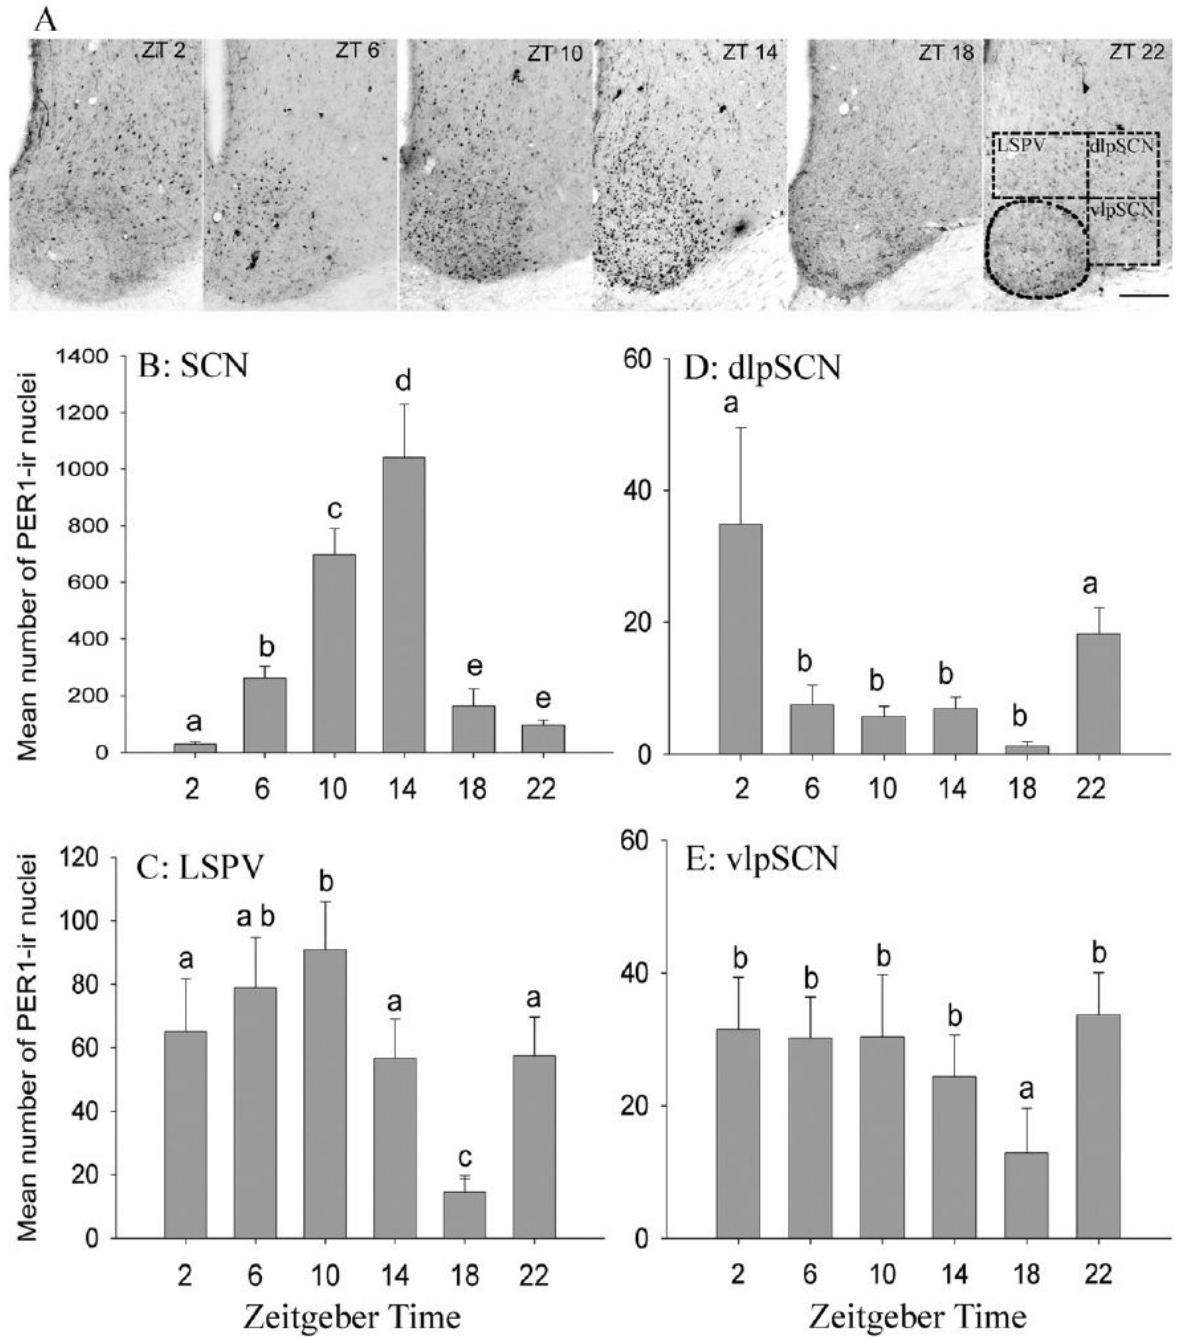 A
ZT 2 ZT 6 ZT 10 ZT 14 ZT 18 ZT 22
LSPV dlpSCN
vlpSCN
B: SCN
Mean number of PER1-ir nuclei
1400
1200
1000
800
600
400
200
0
a b c d e e
2 6 10 14 18 22
D: dlpSCN
60
40
20
0
a b b b b a
2 6 10 14 18 22
C: LSPV
Mean number of PER1-ir nuclei
120
100
80
60
40
20
0
a a b b a c a
2 6 10 14 18 22
Zeitgeber Time
E: vlpSCN
60
40
20
0
b b b b a b
2 6 10 14 18 22
Zeitgeber Time